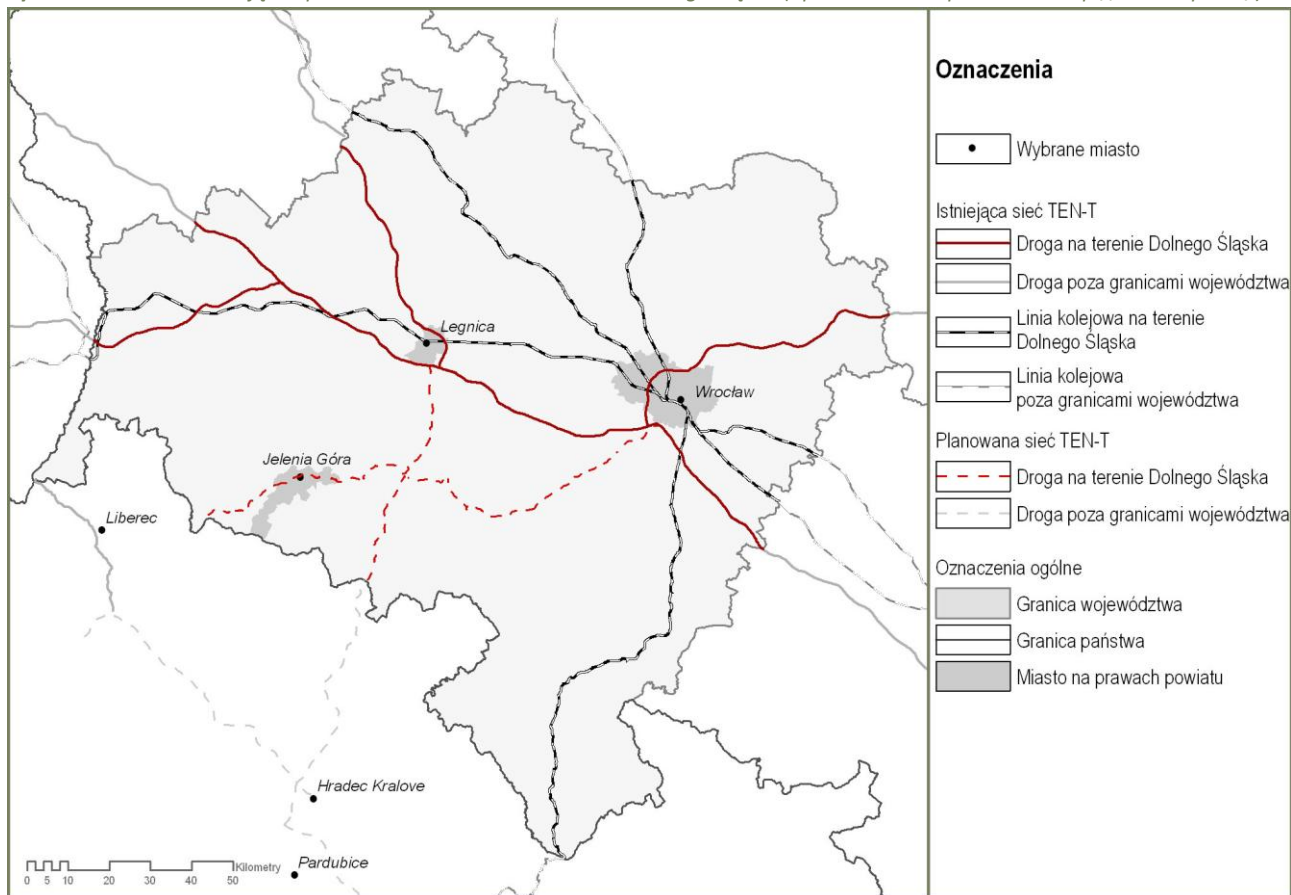 Legnica
Wrocław
Jelenia Góra
Liberec
Hradec Kralove
Pardubice
Kilometry
0 5 10 20 30 40 50
Oznaczenia
Wybrane miasto
Istniejąca sieć TEN-T
Droga na terenie Dolnego Śląska
Droga poza granicami województwa
Linia kolejowa na terenie
Dolnego Śląska
Linia kolejowa
poza granicami województwa
Planowana sieć TEN-T
Droga na terenie Dolnego Śląska
Droga poza granicami województwa
Oznaczenia ogólne
Granica województwa
Granica państwa
Miasto na prawach powiatu